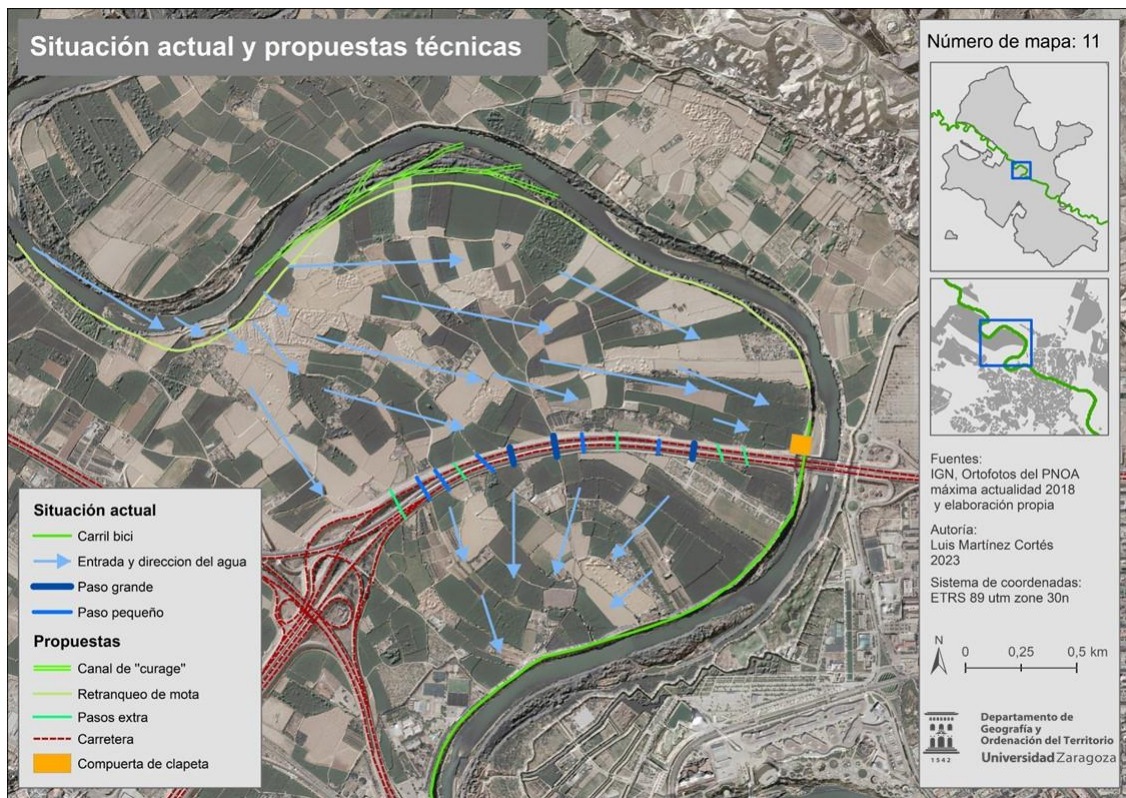 Situación actual y propuestas técnicas
Número de mapa: 11
Situación actual
Carril bici
Entrada y direccion del agua
Paso grande
Paso pequeño
Propuestas
Canal de "curage"
Retranqueo de mota
Pasos extra
Carretera
Compuerta de clapeta
Fuentes:
IGN, Ortofotos del PNOA
máxima actualidad 2018
y elaboración propia
Autoría:
Luis Martínez Cortés
2023
Sistema de coordenadas:
ETRS 89 utm zone 30n
N
0 0,25 0,5 km
1542
Departamento de
Geografía y
Ordenación del Territorio
Universidad Zaragoza